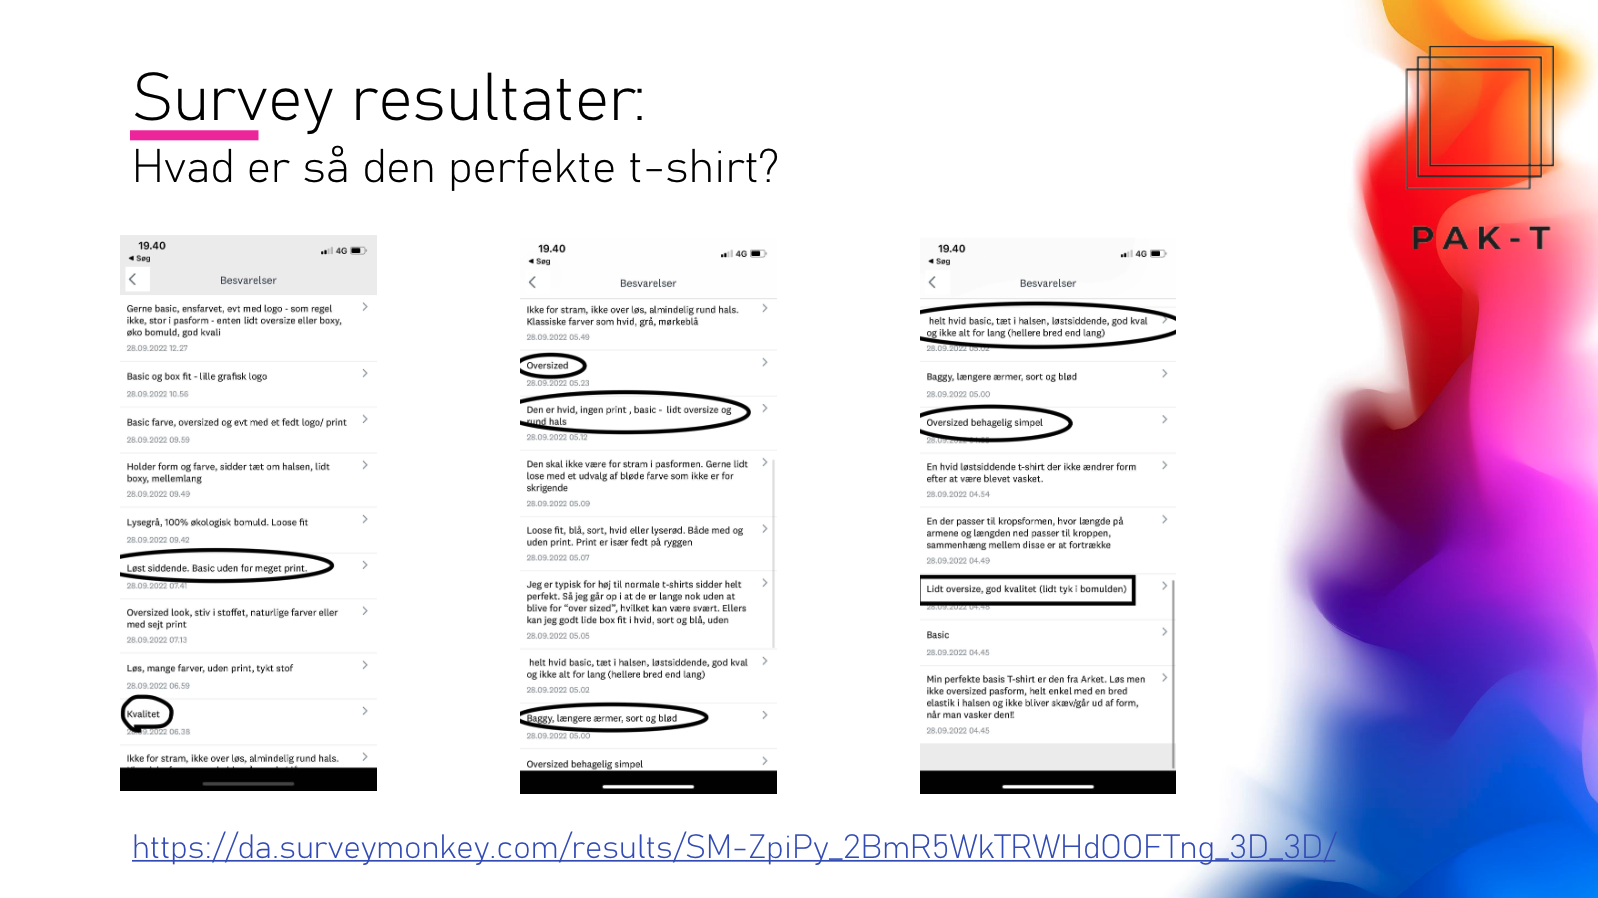 Survey resultater:
Hvad er så den perfekte t-shirt?
PAK-T
19.40
4G
◄ Søg
Besvarelser
Gerne basic, ensfarvet, evt med logo - som regel
ikke, stor i pasform - enten lidt oversize eller boxy,
øko bomuld, god kvali
28.09.2022 12.27
Basic og box fit - lille grafisk logo
28.09.2022 10.56
Basic farve, oversized og evt med et fedt logo/ print
28.09.2022 09.59
Holder form og farve, sidder tæt om halsen, lidt
boxy, mellemlang
28.09.2022 09.49
Lysegrå, 100% økologisk bomuld. Loose fit
28.09.2022 09.42
Løst siddende. Basic uden for meget print.
28.09.2022 07.41
Oversized look, stiv i stoffet, naturlige farver eller
med sejt print
28.09.2022 07.13
Løs, mange farver, uden print, tykt stof
28.09.2022 06.59
Kvalitet
28.09.2022 06.38
Ikke for stram, ikke over løs, almindelig rund hals.
19.40
4G
◄ Søg
Besvarelser
Ikke for stram, ikke over løs, almindelig rund hals.
Klassiske farver som hvid, grå, mørkeblå
28.09.2022 05.49
Oversized
28.09.2022 05.23
Den er hvid, ingen print , basic - lidt oversize og
rund hals
28.09.2022 05.12
Den skal ikke være for stram i pasformen. Gerne lidt
lose med et udvalg af bløde farve som ikke er for
skrigende
28.09.2022 05.09
Loose fit, blå, sort, hvid eller lyserød. Både med og
uden print. Print er især fedt på ryggen
28.09.2022 05.07
Jeg er typisk for høj til normale t-shirts sidder helt
perfekt. Så jeg går op i at de er lange nok uden at
blive for “over sized”, hvilket kan være svært. Ellers
kan jeg godt lide box fit i hvid, sort og blå, uden
28.09.2022 05.05
helt hvid basic, tæt i halsen, løstsiddende, god kval
og ikke alt for lang (hellere bred end lang)
28.09.2022 05.02
Baggy, længere ærmer, sort og blød
28.09.2022 05.00
Oversized behagelig simpel
19.40
4G
◄ Søg
Besvarelser
helt hvid basic, tæt i halsen, løstsiddende, god kval
og ikke alt for lang (hellere bred end lang)
28.09.2022 05.02
Baggy, længere ærmer, sort og blød
28.09.2022 05.00
Oversized behagelig simpel
28.09.2022
En hvid løstsiddende t-shirt der ikke ændrer form
efter at være blevet vasket.
28.09.2022 04.54
En der passer til kropsformen, hvor længde på
armene og længden ned passer til kroppen,
sammenhæng mellem disse er at fortrække
28.09.2022 04.49
Lidt oversize, god kvalitet (lidt tyk i bomulden)
28.09.2022 04.48
Basic
28.09.2022 04.45
Min perfekte basis T-shirt er den fra Arket. Løs men
ikke oversized pasform, helt enkel med en bred
elastik i halsen og ikke bliver skæv/går ud af form,
når man vasker den!!
28.09.2022 04.45
https://da.surveymonkey.com/results/SM-ZpiPy_2BmR5WkTRWHdOOFTng_3D_3D/